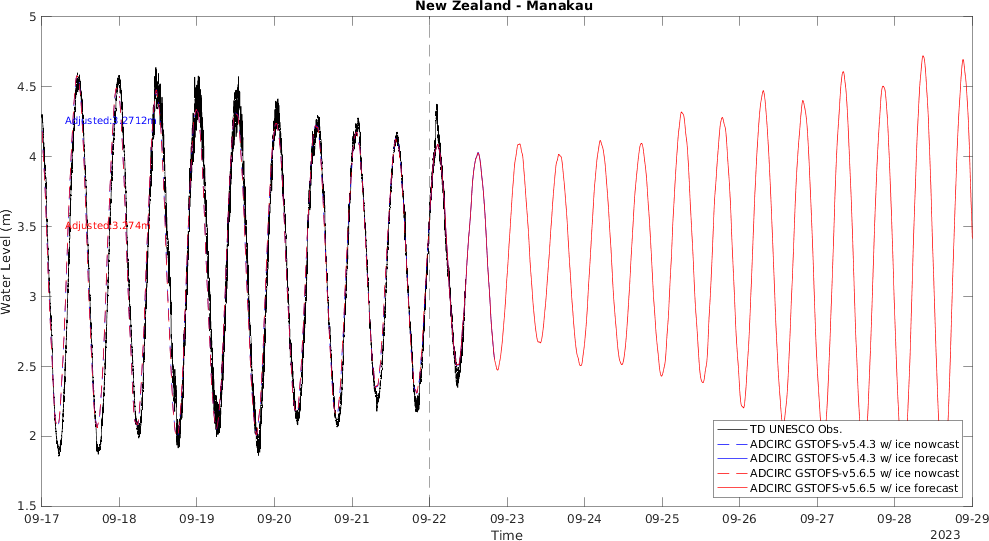 New Zealand - Manakau
5
4.5
4
3.5
3
2.5
2
1.5
Water Level (m)
Adjusted:3.2712m
Adjusted:3.274m
TD UNESCO Obs.
ADCIRC GSTOFS-v5.4.3 w/ ice nowcast
ADCIRC GSTOFS-v5.4.3 w/ ice forecast
ADCIRC GSTOFS-v5.6.5 w/ ice nowcast
ADCIRC GSTOFS-v5.6.5 w/ ice forecast
09-17 09-18 09-19 09-20 09-21 09-22 09-23 09-24 09-25 09-26 09-27 09-28 09-29
Time
2023